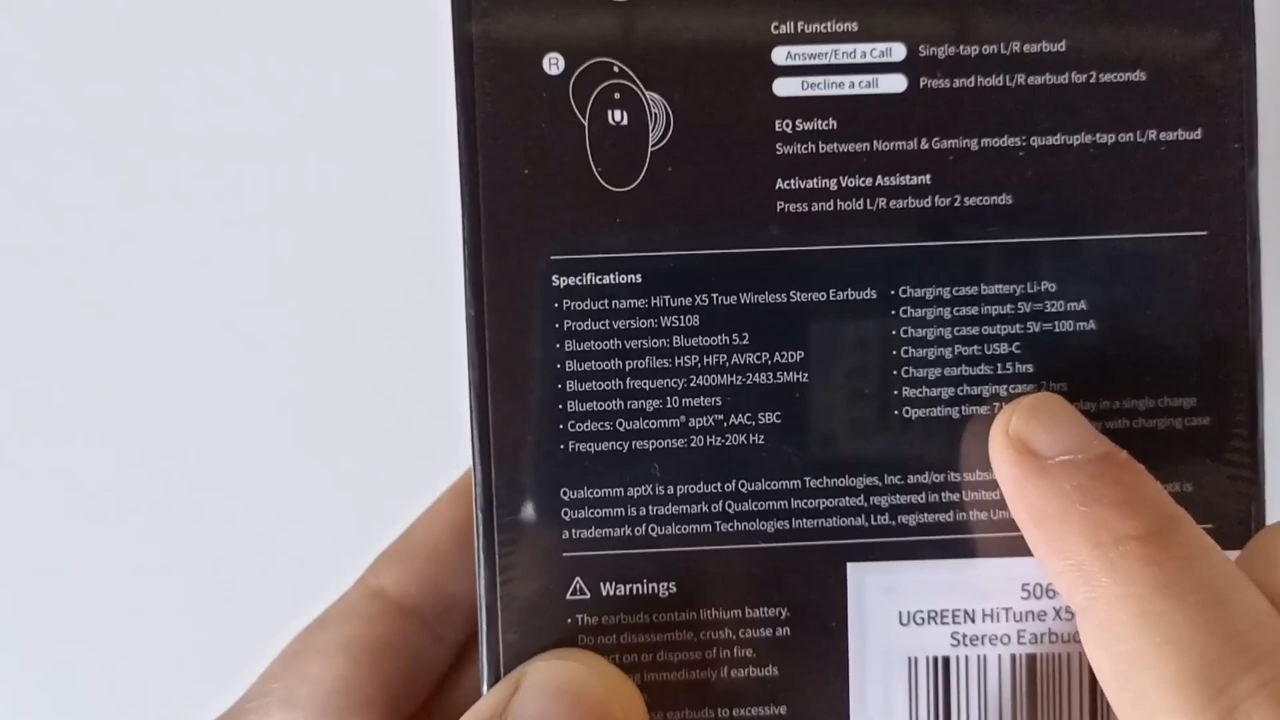 Call Functions
Answer/End a Call Single-tap on L/R earbud
Decline a call Press and hold L/R earbud for 2 seconds
R
EQ Switch
Switch between Normal & Gaming modes: quadruple-tap on L/R earbud
Activating Voice Assistant
Press and hold L/R earbud for 2 seconds
Specifications
• Product name: HiTune X5 True Wireless Stereo Earbuds
• Product version: WS108
• Bluetooth version: Bluetooth 5.2
• Bluetooth profiles: HSP, HFP, AVRCP, A2DP
• Bluetooth frequency: 2400MHz-2483.5MHz
• Bluetooth range: 10 meters
• Codecs: Qualcomm® aptX™, AAC, SBC
• Frequency response: 20 Hz-20K Hz
• Charging case battery: Li-Po
• Charging case input: 5V⎓320 mA
• Charging case output: 5V⎓100 mA
• Charging Port: USB-C
• Charge earbuds: 1.5 hrs
• Recharge charging case: 2 hrs
• Operating time: 7 play in a single charge
with charging case
Qualcomm aptX is a product of Qualcomm Technologies, Inc. and/or its
Qualcomm is a trademark of Qualcomm Incorporated, registered in the United aptX is
a trademark of Qualcomm Technologies International, Ltd., registered in the
Warnings
• The earbuds contain lithium battery.
Do not disassemble, crush, cause an
on or dispose of in fire.
immediately if earbuds
earbuds to excessive
506
UGREEN HiTune X5
Stereo